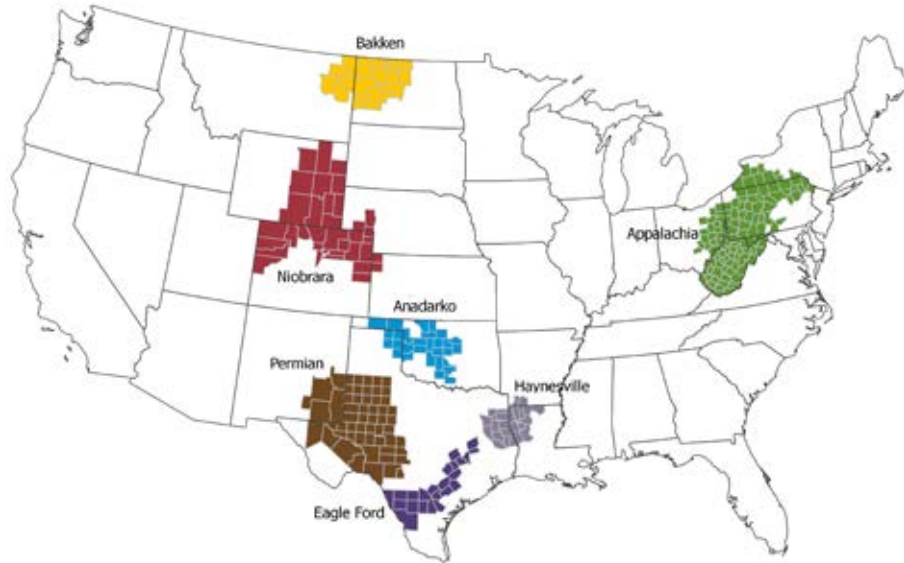 Bakken
Appalachia
Niobrara
Anadarko
Permian
Haynesville
Eagle Ford